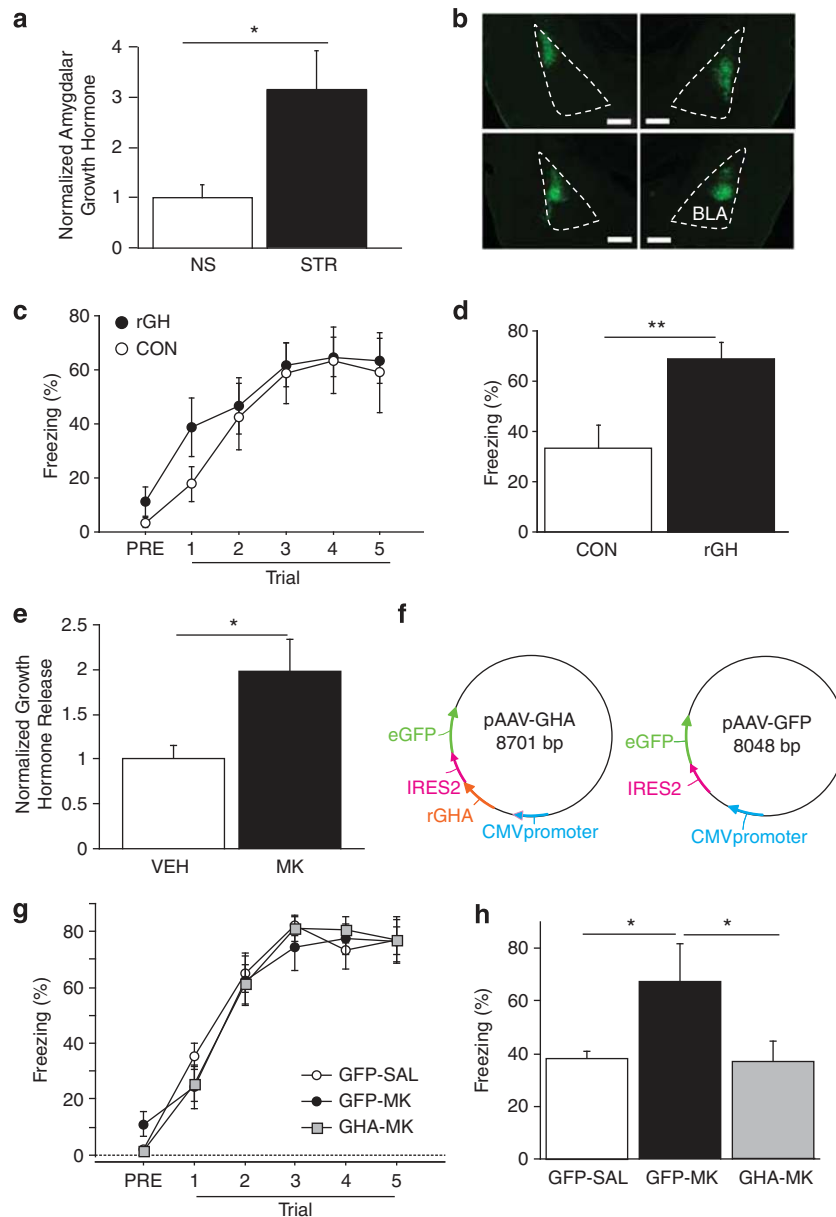 a
*
Normalized Amygdalar
Growth Hormone
4
3
2
1
0
NS
STR
b
BLA
c
rGH
CON
Freezing (%)
80
60
40
20
0
PRE
1
2
3
4
5
Trial
d
**
Freezing (%)
80
60
40
20
0
CON
rGH
e
*
Normalized Growth
Hormone Release
2.5
2
1.5
1
0.5
0
VEH
MK
f
pAAV-GHA
8701 bp
eGFP
IRES2
rGHA
CMVpromoter
pAAV-GFP
8048 bp
eGFP
IRES2
CMVpromoter
g
Freezing (%)
80
60
40
20
0
GFP-SAL
GFP-MK
GHA-MK
PRE
1
2
3
4
5
Trial
h
*
*
Freezing (%)
80
60
40
20
0
GFP-SAL
GFP-MK
GHA-MK